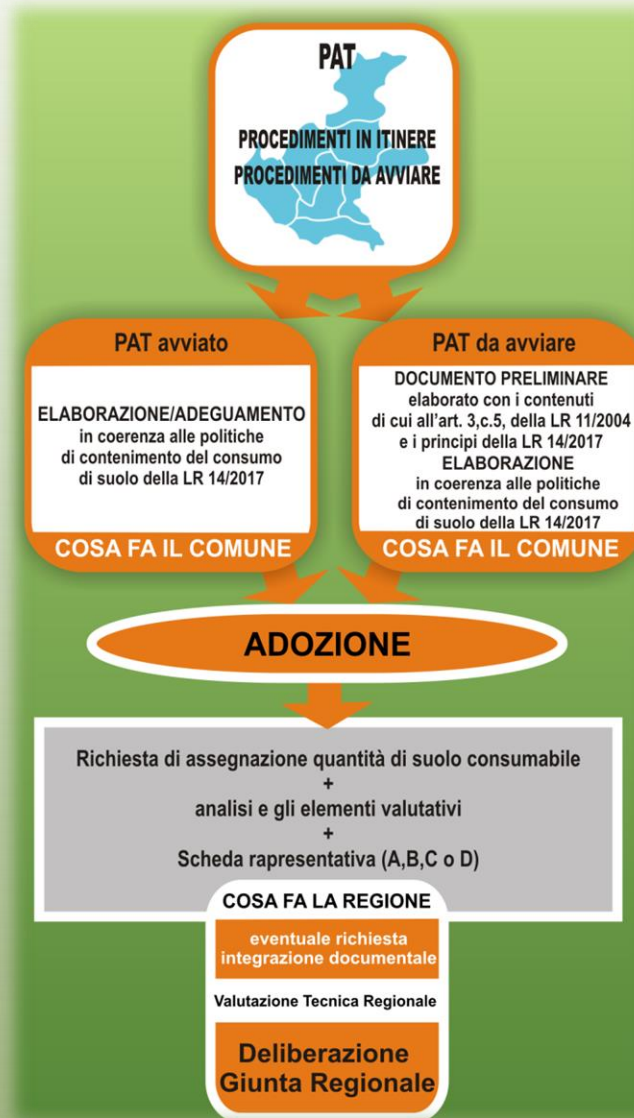 PAT
PROCEDIMENTI IN ITINERE
PROCEDIMENTI DA AVVIARE
PAT avviato
ELABORAZIONE/ADEGUAMENTO
in coerenza alle politiche
di contenimento del consumo
di suolo della LR 14/2017
COSA FA IL COMUNE
PAT da avviare
DOCUMENTO PRELIMINARE
elaborato con i contenuti
di cui all'art. 3,c.5, della LR 11/2004
e i principi della LR 14/2017
ELABORAZIONE
in coerenza alle politiche
di contenimento del consumo
di suolo della LR 14/2017
COSA FA IL COMUNE
ADOZIONE
Richiesta di assegnazione quantità di suolo consumabile
+
analisi e gli elementi valutativi
+
Scheda rapresentativa (A,B,C o D)
COSA FA LA REGIONE
eventuale richiesta
integrazione documentale
Valutazione Tecnica Regionale
Deliberazione
Giunta Regionale